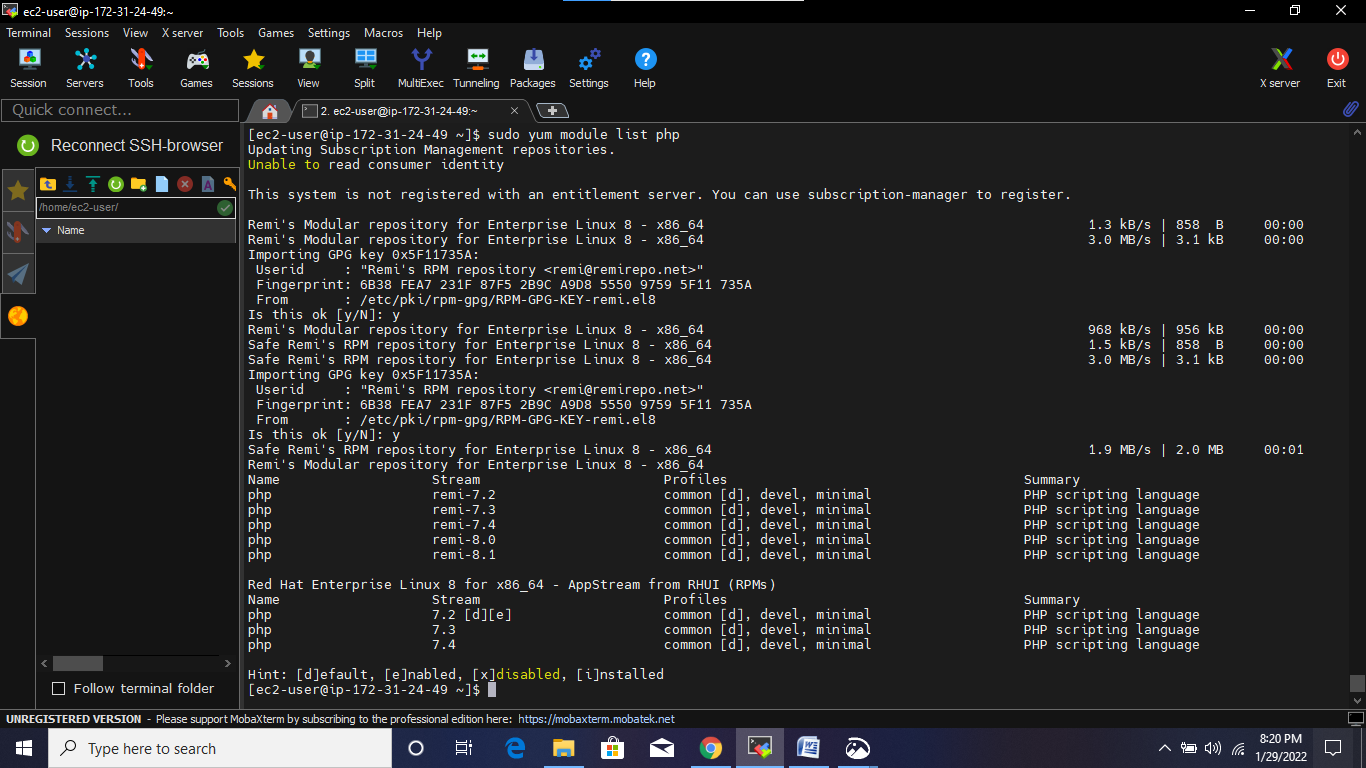 ec2-user@ip-172-31-24-49:~
Terminal Sessions View X server Tools Games Settings Macros Help
Session Servers Tools Games Sessions View Split MultiExec Tunneling Packages Settings Help X server Exit
Quick connect...
2. ec2-user@ip-172-31-24-49:~
Reconnect SSH-browser
/home/ec2-user/
Name
[ec2-user@ip-172-31-24-49 ~]$ sudo yum module list php
Updating Subscription Management repositories.
Unable to read consumer identity
This system is not registered with an entitlement server. You can use subscription-manager to register.
Remi's Modular repository for Enterprise Linux 8 - x86_64 1.3 kB/s | 858 B 00:00
Remi's Modular repository for Enterprise Linux 8 - x86_64 3.0 MB/s | 3.1 kB 00:00
Importing GPG key 0x5F11735A:
Userid : "Remi's RPM repository <remi@remirepo.net>"
Fingerprint: 6B38 FEA7 231F 87F5 2B9C A9D8 5550 9759 5F11 735A
From : /etc/pki/rpm-gpg/RPM-GPG-KEY-remi.el8
Is this ok [y/N]: y
Remi's Modular repository for Enterprise Linux 8 - x86_64 968 kB/s | 956 kB 00:00
Safe Remi's RPM repository for Enterprise Linux 8 - x86_64 1.5 kB/s | 858 B 00:00
Safe Remi's RPM repository for Enterprise Linux 8 - x86_64 3.0 MB/s | 3.1 kB 00:00
Importing GPG key 0x5F11735A:
Userid : "Remi's RPM repository <remi@remirepo.net>"
Fingerprint: 6B38 FEA7 231F 87F5 2B9C A9D8 5550 9759 5F11 735A
From : /etc/pki/rpm-gpg/RPM-GPG-KEY-remi.el8
Is this ok [y/N]: y
Safe Remi's RPM repository for Enterprise Linux 8 - x86_64 1.9 MB/s | 2.0 MB 00:01
Remi's Modular repository for Enterprise Linux 8 - x86_64
Name Stream Profiles Summary
php remi-7.2 common [d], devel, minimal PHP scripting language
php remi-7.3 common [d], devel, minimal PHP scripting language
php remi-7.4 common [d], devel, minimal PHP scripting language
php remi-8.0 common [d], devel, minimal PHP scripting language
php remi-8.1 common [d], devel, minimal PHP scripting language
Red Hat Enterprise Linux 8 for x86_64 - AppStream from RHUI (RPMs)
Name Stream Profiles Summary
php 7.2 [d][e] common [d], devel, minimal PHP scripting language
php 7.3 common [d], devel, minimal PHP scripting language
php 7.4 common [d], devel, minimal PHP scripting language
Hint: [d]efault, [e]nabled, [x]disabled, [i]nstalled
[ec2-user@ip-172-31-24-49 ~]$
Follow terminal folder
UNREGISTERED VERSION - Please support MobaXterm by subscribing to the professional edition here: https://mobaxterm.mobatek.net
Type here to search
8:20 PM
1/29/2022